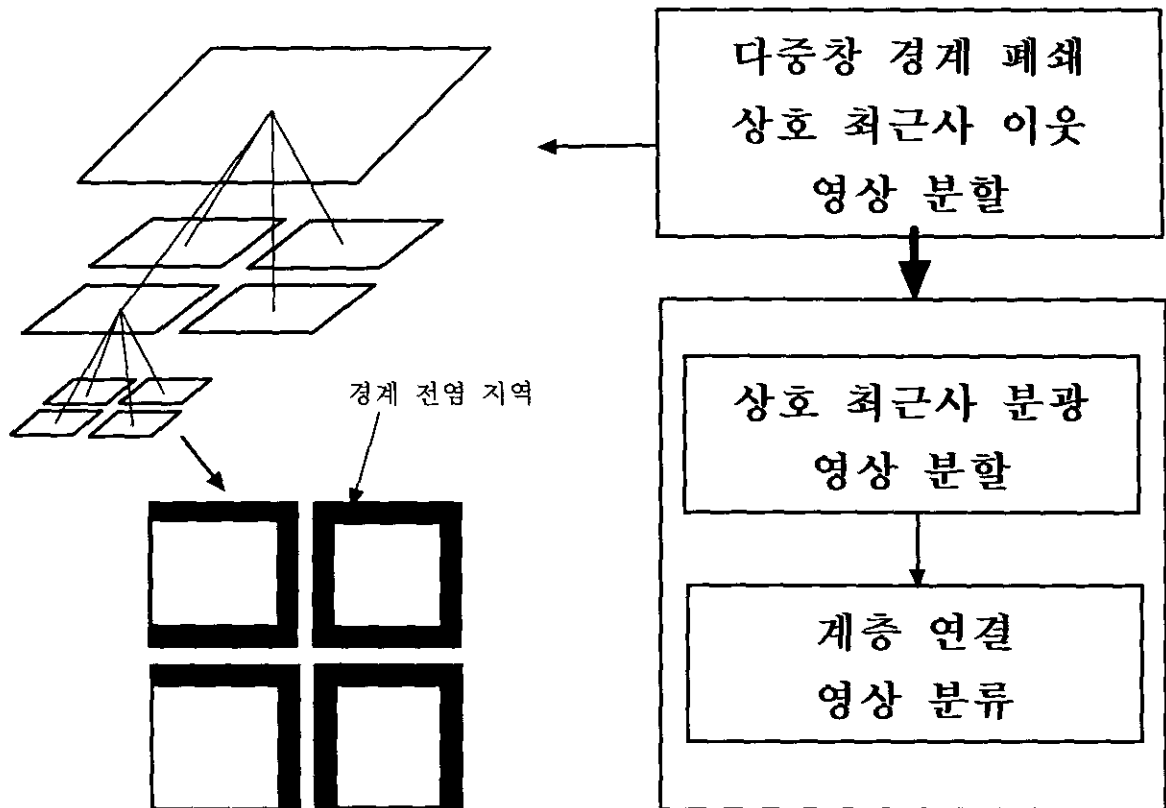 다중창 경계 폐쇄
상호 최근사 이웃
영상 분할
경계 전염 지역
상호 최근사 분광
영상 분할
계층 연결
영상 분류